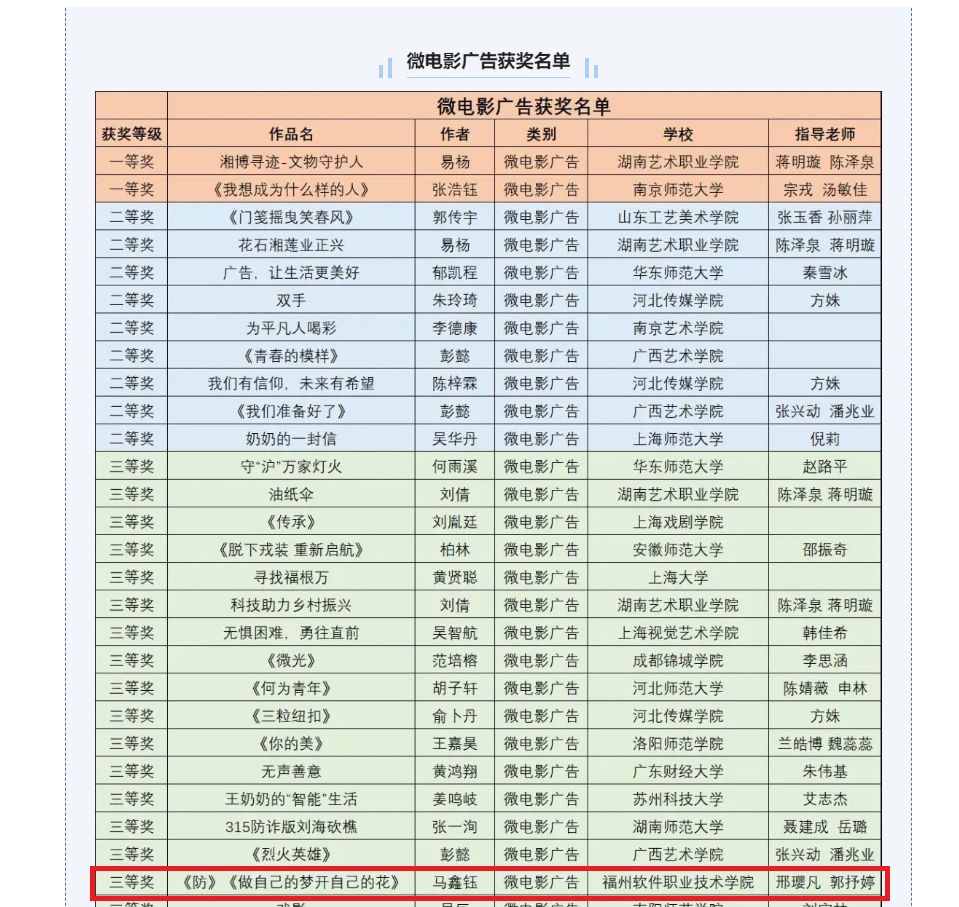 微电影广告获奖名单
微电影广告获奖名单
获奖等级 作品名 作者 类别 学校 指导老师
一等奖 湘博寻迹-文物守护人 易杨 微电影广告 湖南艺术职业学院 蒋明璇 陈泽泉
一等奖 《我想成为什么样的人》 张浩钰 微电影广告 南京师范大学 宗戎 汤敏佳
二等奖 《门笺摇曳笑春风》 郭传宇 微电影广告 山东工艺美术学院 张玉香 孙丽萍
二等奖 花石湘莲业正兴 易杨 微电影广告 湖南艺术职业学院 陈泽泉 蒋明璇
二等奖 广告，让生活更美好 郁凯程 微电影广告 华东师范大学 秦雪冰
二等奖 双手 朱玲琦 微电影广告 河北传媒学院 方姝
二等奖 为平凡人喝彩 李德康 微电影广告 南京艺术学院
二等奖 《青春的模样》 彭懿 微电影广告 广西艺术学院
二等奖 我们有信仰，未来有希望 陈梓霖 微电影广告 河北传媒学院 方姝
二等奖 《我们准备好了》 彭懿 微电影广告 广西艺术学院 张兴动 潘兆业
二等奖 奶奶的一封信 吴华丹 微电影广告 上海师范大学 倪莉
三等奖 守“沪”万家灯火 何雨溪 微电影广告 华东师范大学 赵路平
三等奖 油纸伞 刘倩 微电影广告 湖南艺术职业学院 陈泽泉 蒋明璇
三等奖 《传承》 刘胤廷 微电影广告 上海戏剧学院
三等奖 《脱下戎装 重新启航》 柏林 微电影广告 安徽师范大学 邵振奇
三等奖 寻找福根万 黄贤聪 微电影广告 上海大学
三等奖 科技助力乡村振兴 刘倩 微电影广告 湖南艺术职业学院 陈泽泉 蒋明璇
三等奖 无惧困难，勇往直前 吴智航 微电影广告 上海视觉艺术学院 韩佳希
三等奖 《微光》 范培榕 微电影广告 成都锦城学院 李思涵
三等奖 《何为青年》 胡子轩 微电影广告 河北师范大学 陈婧薇 申林
三等奖 《三粒纽扣》 俞卜丹 微电影广告 河北传媒学院 方姝
三等奖 《你的美》 王嘉昊 微电影广告 洛阳师范学院 兰皓博 魏蕊蕊
三等奖 无声善意 黄鸿翔 微电影广告 广东财经大学 朱伟基
三等奖 王奶奶的“智能”生活 姜鸣岐 微电影广告 苏州科技大学 艾志杰
三等奖 315防诈版刘海砍樵 张一洵 微电影广告 湖南师范大学 聂建成 岳璐
三等奖 《烈火英雄》 彭懿 微电影广告 广西艺术学院 张兴动 潘兆业
三等奖 《防》《做自己的梦开自己的花》 马鑫钰 微电影广告 福州软件职业技术学院 邢璎凡 郭抒婷